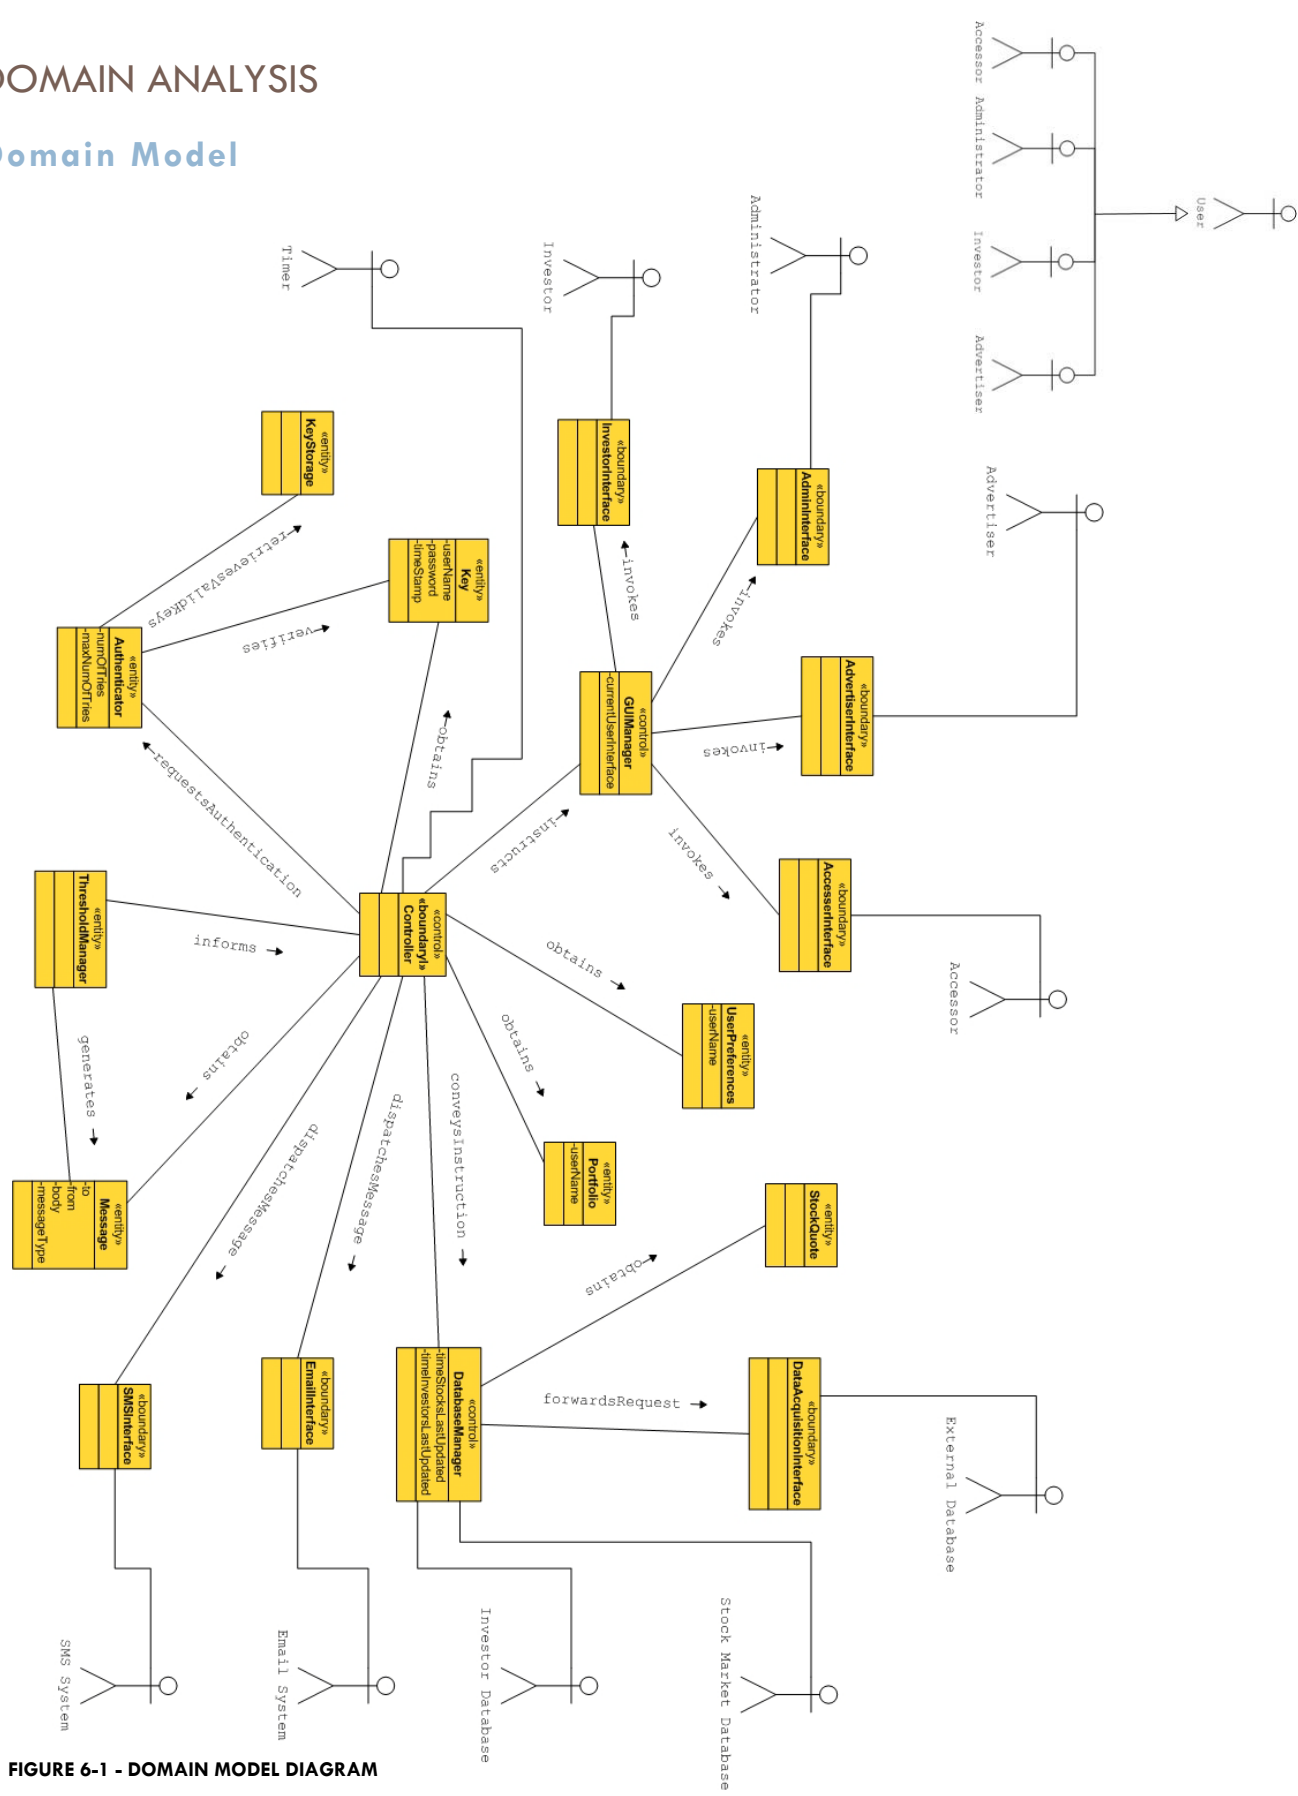 DOMAIN ANALYSIS
Domain Model
User
Accessor
Administrator
Investor
Advertiser
Timer
Investor
Administrator
Advertiser
«entity»
KeyStorage
«boundary»
InvestorInterface
«boundary»
AdminInterface
retrievesValidKeys
«entity»
Key
-userName
-password
-timeStamp
invokes
invokes
verifies
«entity»
Authenticator
-numOfTries
-maxNumOfTries
«control»
GUIManager
-currentUserInterface
«boundary»
AdvertiserInterface
invokes
obtains
requestsAuthentication
instructs
invokes
«boundary»
AccesserInterface
Accessor
«entity»
ThresholdManager
informs
«control»
«boundaryl»
Controller
obtains
«entity»
UserPreferences
-userName
generates
obtains
obtains
«entity»
Portfolio
-userName
dispatchesMessage
dispatchesMessage
conveysInstruction
«entity»
Message
-to
-from
-body
-messageType
«entity»
StockQuote
obtains
«boundary»
SMSInterface
«boundary»
EmailInterface
«control»
DatabaseManager
-timeStocksLastUpdated
-timeInvestorsLastUpdated
forwardsRequest
«boundary»
DataAcquisitionInterface
External Database
SMS System
Email System
Investor Database
Stock Market Database
FIGURE 6-1 - DOMAIN MODEL DIAGRAM